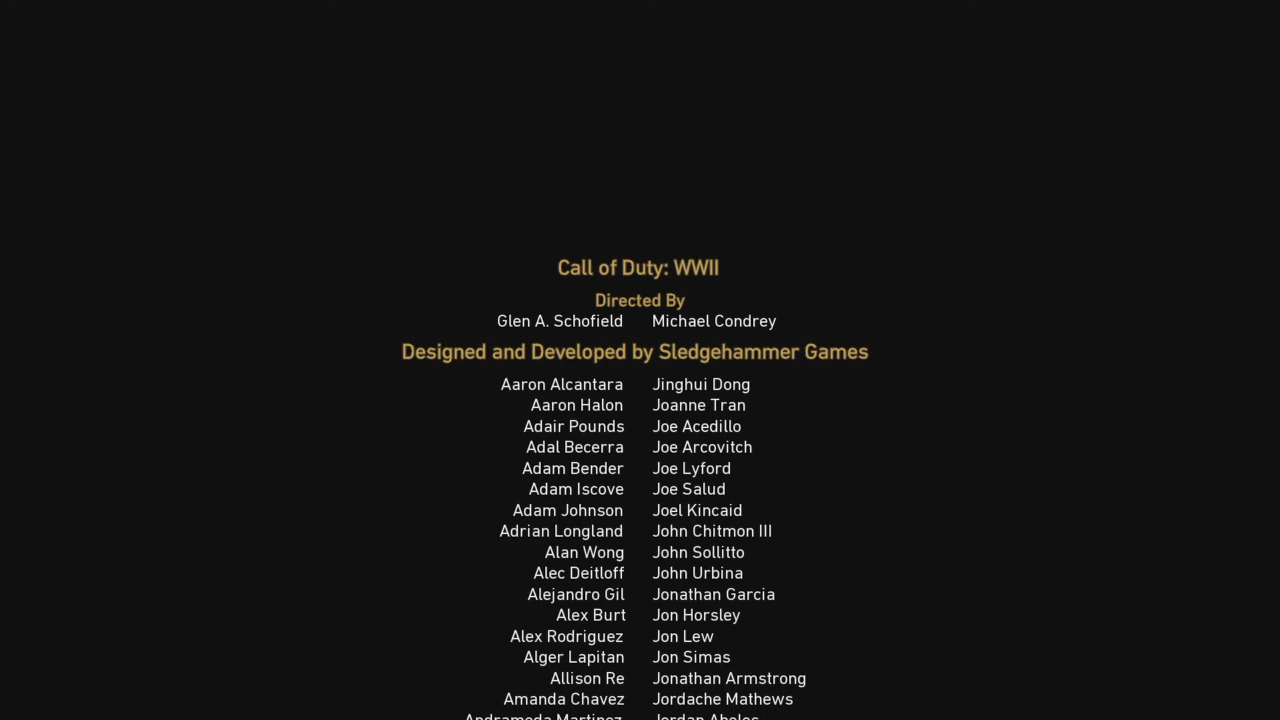 Call of Duty: WWII
Directed By
Glen A. Schofield Michael Condrey
Designed and Developed by Sledgehammer Games
Aaron Alcantara Jinghui Dong
Aaron Halon Joanne Tran
Adair Pounds Joe Acedillo
Adal Becerra Joe Arcovitch
Adam Bender Joe Lyford
Adam Iscove Joe Salud
Adam Johnson Joel Kincaid
Adrian Longland John Chitmon III
Alan Wong John Sollitto
Alec Deitloff John Urbina
Alejandro Gil Jonathan Garcia
Alex Burt Jon Horsley
Alex Rodriguez Jon Lew
Alger Lapitan Jon Simas
Allison Re Jonathan Armstrong
Amanda Chavez Jordache Mathews
Andrameda Martinez Jordan Abeles